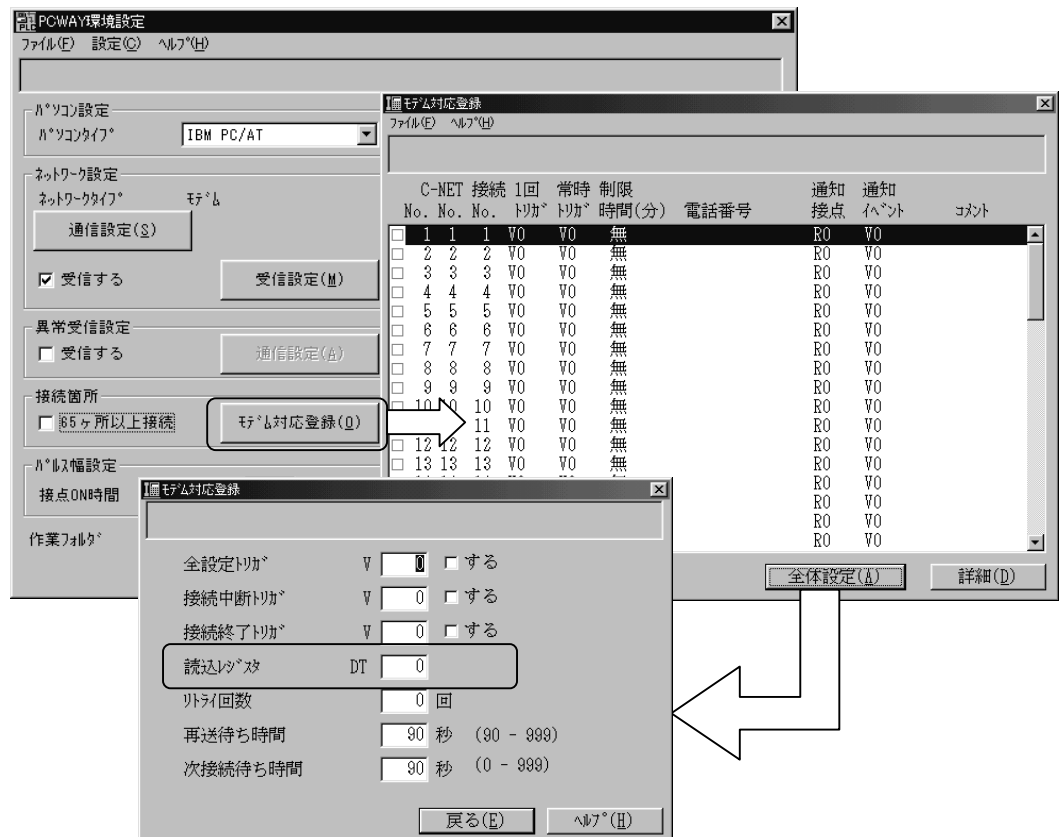 PCWAY環境設定
ファイル(F) 設定(C) ヘルプ(H)
パソコン設定
パソコンタイプ IBM PC/AT
ネットワーク設定
ネットワークタイプ モデム
通信設定(S)
受信する 受信設定(M)
異常受信設定
受信する 通信設定(A)
接続箇所
65ヶ所以上接続 モデム対応登録(O)
パルス幅設定
接点ON時間
作業フォルダ
モデム対応登録
ファイル(F) ヘルプ(H)
C-NET 接続 1回 常時 制限 通知 通知
No. No. No. トリガ トリガ 時間(分) 電話番号 接点 イベント コメント
1 1 1 V0 V0 無 R0 V0
2 2 2 V0 V0 無 R0 V0
3 3 3 V0 V0 無 R0 V0
4 4 4 V0 V0 無 R0 V0
5 5 5 V0 V0 無 R0 V0
6 6 6 V0 V0 無 R0 V0
7 7 7 V0 V0 無 R0 V0
8 8 8 V0 V0 無 R0 V0
9 9 9 V0 V0 無 R0 V0
10 10 10 V0 V0 無 R0 V0
11 V0 V0 無 R0 V0
12 12 12 V0 V0 無 R0 V0
13 13 13 V0 V0 無 R0 V0
R0 V0
R0 V0
R0 V0
R0 V0
全体設定(A) 詳細(D)
モデム対応登録
全設定トリガ V 0 する
接続中断トリガ V 0 する
接続終了トリガ V 0 する
読込レジスタ DT 0
リトライ回数 0 回
再送待ち時間 90 秒 (90 - 999)
次接続待ち時間 90 秒 (0 - 999)
戻る(E) ヘルプ(H)